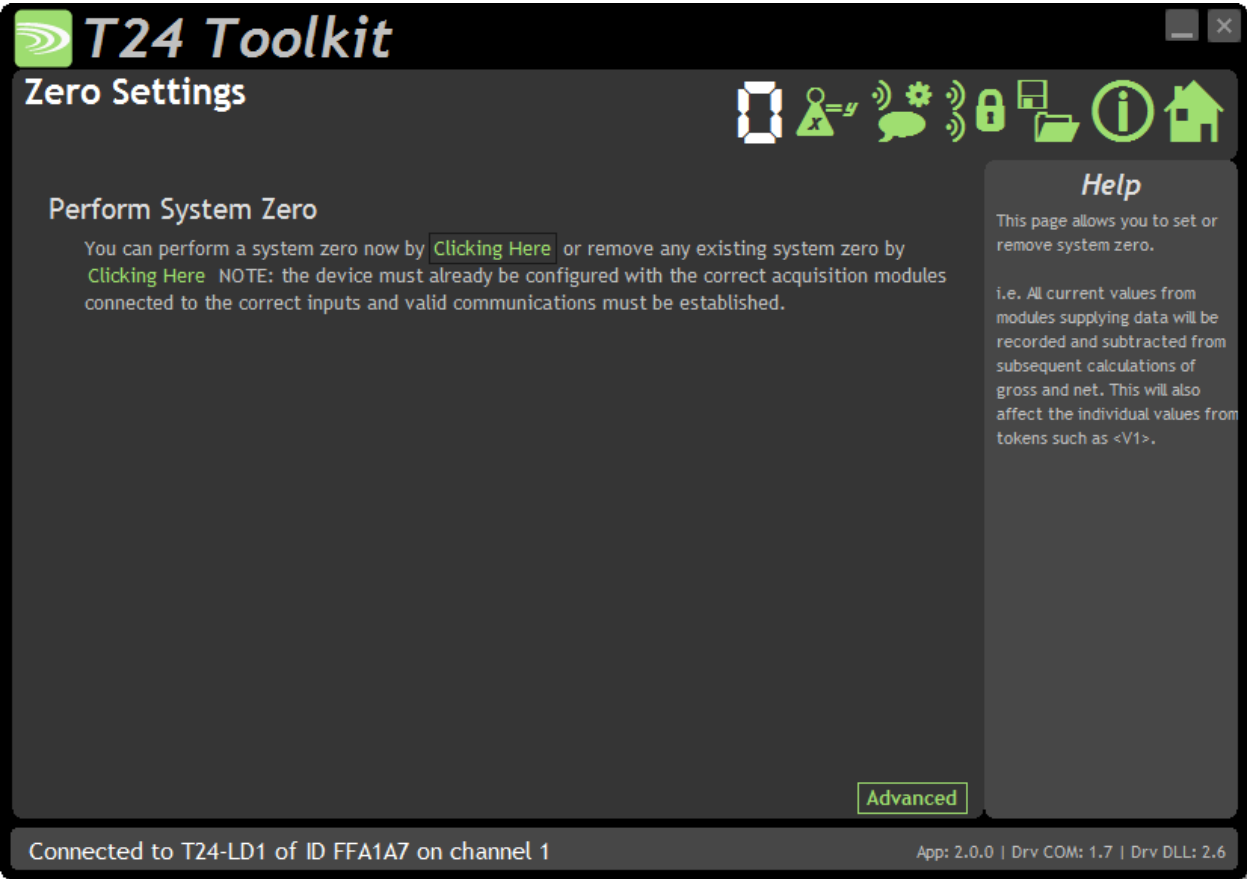 T24 Toolkit
Zero Settings
0
x=y
i
Perform System Zero
You can perform a system zero now by Clicking Here or remove any existing system zero by
Clicking Here NOTE: the device must already be configured with the correct acquisition modules
connected to the correct inputs and valid communications must be established.
Advanced
Help
This page allows you to set or
remove system zero.
i.e. All current values from
modules supplying data will be
recorded and subtracted from
subsequent calculations of
gross and net. This will also
affect the individual values from
tokens such as <V1>.
Connected to T24-LD1 of ID FFA1A7 on channel 1
App: 2.0.0 | Drv COM: 1.7 | Drv DLL: 2.6